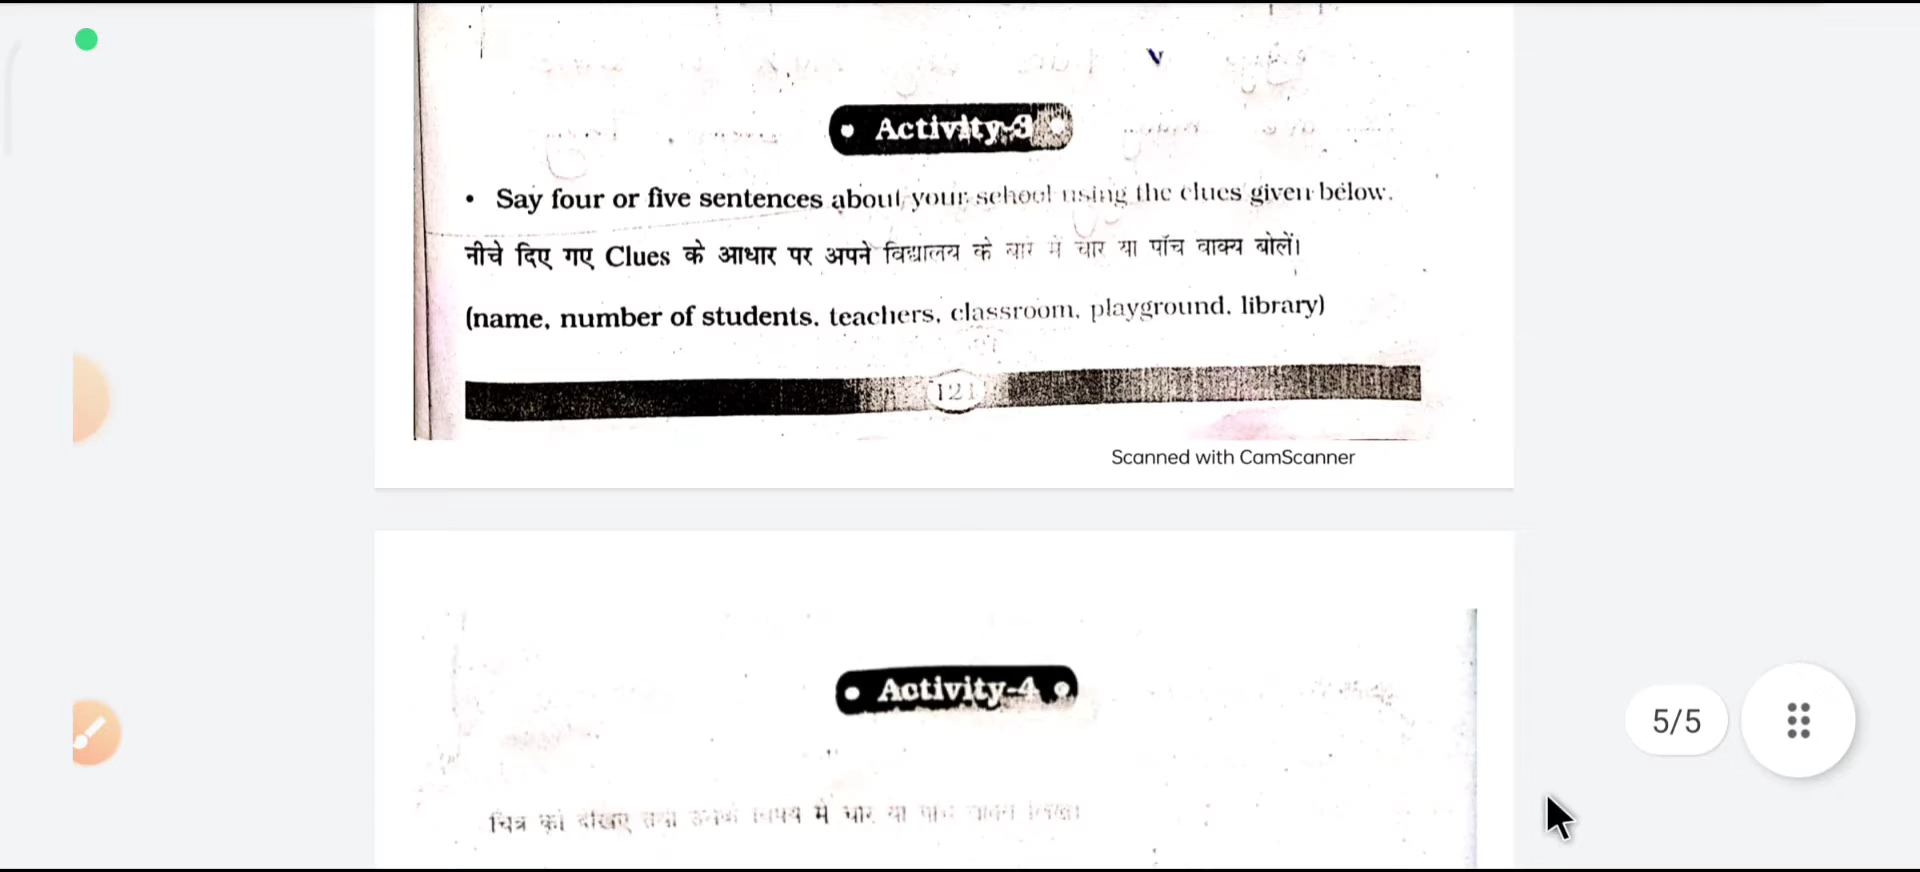 Activity-3
• Say four or five sentences about your school using the clues given below.
नीचे दिए गए Clues के आधार पर अपने विद्यालय के बारे में चार या पाँच वाक्य बोलें।
(name, number of students, teachers, classroom, playground, library)
121
Scanned with CamScanner
Activity-4
5/5
चित्र को देखिए में चार या